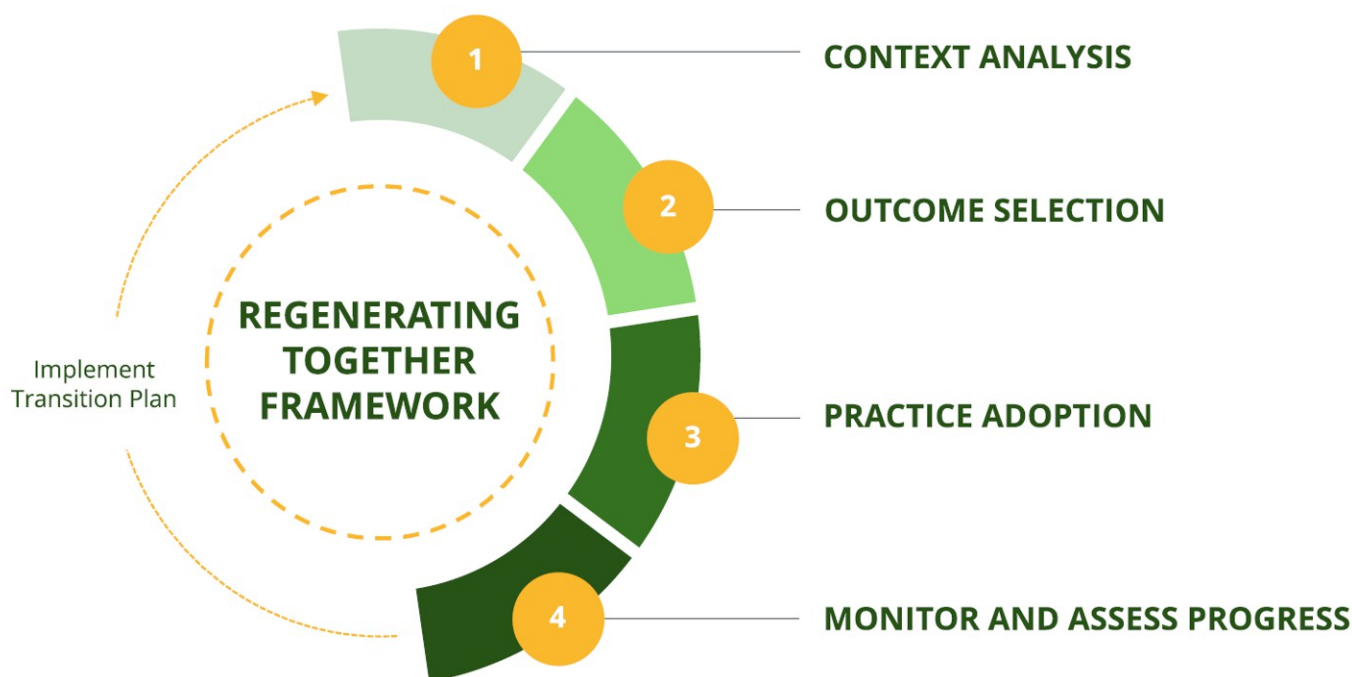 1
CONTEXT ANALYSIS
2
OUTCOME SELECTION
REGENERATING
TOGETHER
FRAMEWORK
Implement
Transition Plan
3
PRACTICE ADOPTION
4
MONITOR AND ASSESS PROGRESS